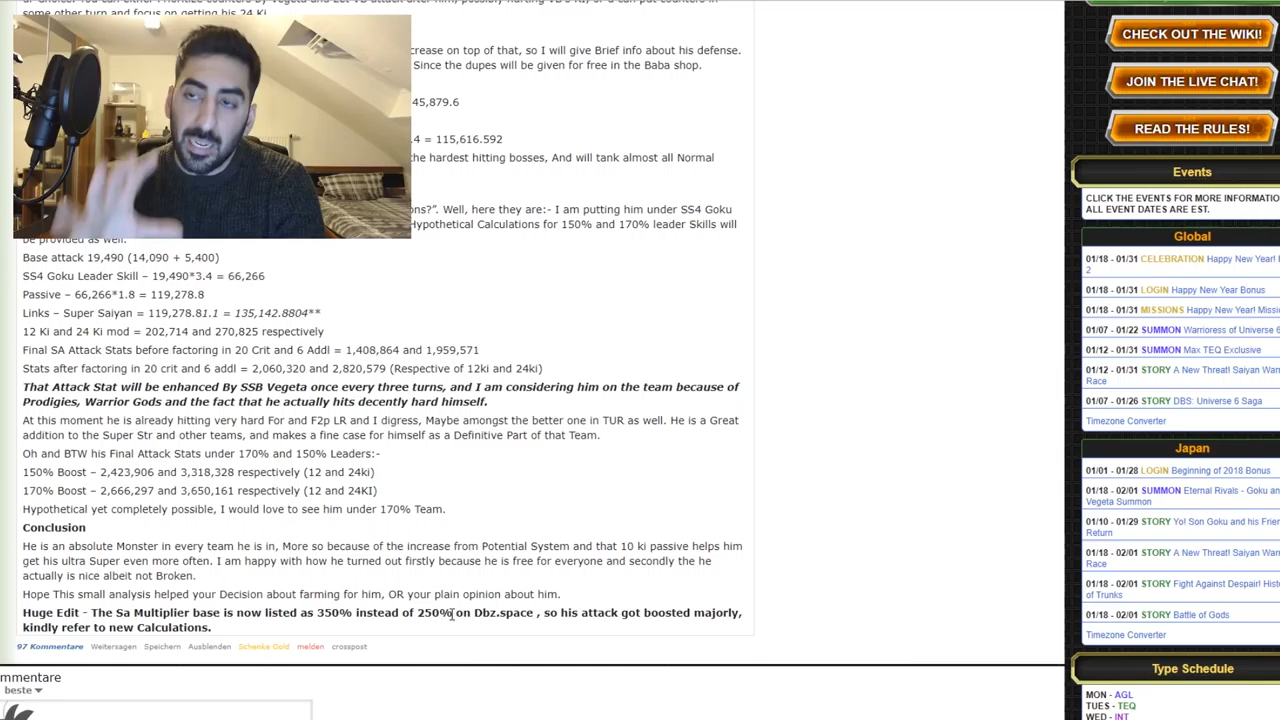 some other turn and focus on getting his 24 Ki.
crease on top of that, so I will give Brief info about his defense.
Since the dupes will be given for free in the Baba shop.
45,879.6
.4 = 115,616.592
the hardest hitting bosses, And will tank almost all Normal
ons?". Well, here they are:- I am putting him under SS4 Goku
Hypothetical Calculations for 150% and 170% leader Skills will
be provided as well.
Base attack 19,490 (14,090 + 5,400)
SS4 Goku Leader Skill – 19,490*3.4 = 66,266
Passive – 66,266*1.8 = 119,278.8
Links – Super Saiyan = 119,278.81.1 = 135,142.8804**
12 Ki and 24 Ki mod = 202,714 and 270,825 respectively
Final SA Attack Stats before factoring in 20 Crit and 6 Addl = 1,408,864 and 1,959,571
Stats after factoring in 20 crit and 6 addl = 2,060,320 and 2,820,579 (Respective of 12ki and 24ki)
That Attack Stat will be enhanced By SSB Vegeta once every three turns, and I am considering him on the team because of
Prodigies, Warrior Gods and the fact that he actually hits decently hard himself.
At this moment he is already hitting very hard For and F2p LR and I dTgress, Maybe amongst the better one in TUR as well. He is a Great
addition to the Super Str and other teams, and makes a fine case for himself as a Definitive Part of that Team.
Oh and BTW his Final Attack Stats under 170% and 150% Leaders:-
150% Boost – 2,423,906 and 3,318,328 respectively (12 and 24ki)
170% Boost – 2,666,297 and 3,650,161 respectively (12 and 24KI)
Hypothetical yet completely possible, I would love to see him under 170% Team.
Conclusion
He is an absolute Monster in every team he is in, More so because of the increase from Potential System and that 10 ki passive helps him
get his ultra Super even more often. I am happy with how he turned out firstly because he is free for everyone and secondly the he
actually is nice albeit not Broken.
Hope This small analysis helped your Decision about farming for him, OR your plain opinion about him.
Huge Edit - The Sa Multiplier base is now listed as 350% instead of 250% on Dbz.space , so his attack got boosted majorly,
kindly refer to new Calculations.
97 Kommentare Weitersagen Speichern Ausblenden Schenke Gold melden crosspost
mmentare
beste
CHECK OUT THE WIKI!
JOIN THE LIVE CHAT!
READ THE RULES!
Events
CLICK THE EVENTS FOR MORE INFORMATIO
ALL EVENT DATES ARE EST.
Global
01/18 - 01/31 CELEBRATION Happy New Year!
2
01/18 - 01/31 LOGIN Happy New Year Bonus
01/18 - 01/31 MISSIONS Happy New Year! Missi
01/07 - 01/22 SUMMON Warrioress of Universe 6
01/12 - 01/31 SUMMON Max TEQ Exclusive
01/12 - 01/31 STORY A New Threat! Saiyan War
Race
01/07 - 01/26 STORY DBS: Universe 6 Saga
Timezone Converter
Japan
01/01 - 01/28 LOGIN Beginning of 2018 Bonus
01/18 - 02/01 SUMMON Eternal Rivals - Goku an
Vegeta Summon
01/10 - 01/29 STORY Yo! Son Goku and his Frie
Return
01/18 - 02/01 STORY A New Threat! Saiyan Wa
Race
01/18 - 02/01 STORY Fight Against Despair! Hist
of Trunks
01/18 - 02/01 STORY Battle of Gods
Timezone Converter
Type Schedule
MON - AGL
TUES - TEQ
WED - INT